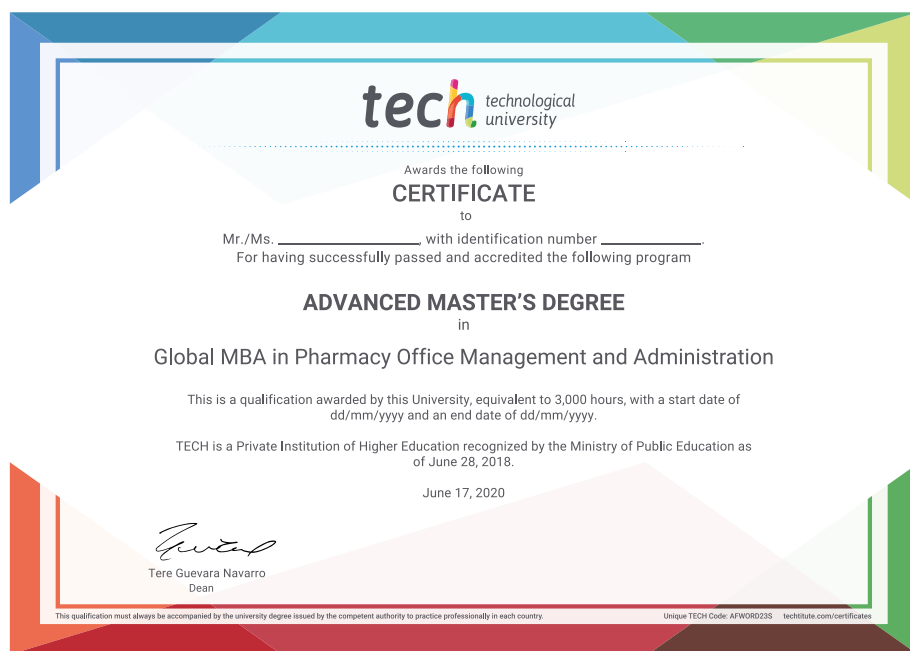 tech technological
university
Awards the following
CERTIFICATE
to
Mr./Ms. ____________, with identification number ____________.
For having successfully passed and accredited the following program
ADVANCED MASTER'S DEGREE
in
Global MBA in Pharmacy Office Management and Administration
This is a qualification awarded by this University, equivalent to 3,000 hours, with a start date of
dd/mm/yyyy and an end date of dd/mm/yyyy.
TECH is a Private Institution of Higher Education recognized by the Ministry of Public Education as
of June 28, 2018.
June 17, 2020
Tere Guevara Navarro
Dean
This qualification must always be accompanied by the university degree issued by the competent authority to practice professionally in each country.
Unique TECH Code: AFWORD23S techtitute.com/certificates